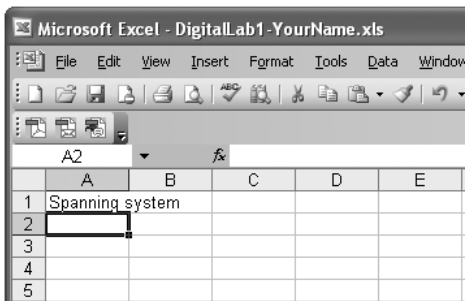 Microsoft Excel - DigitalLab1-YourName.xls
File Edit View Insert Format Tools Data Window
ABC
A2 fx
A B C D E
1 Spanning system
2
3
4
5